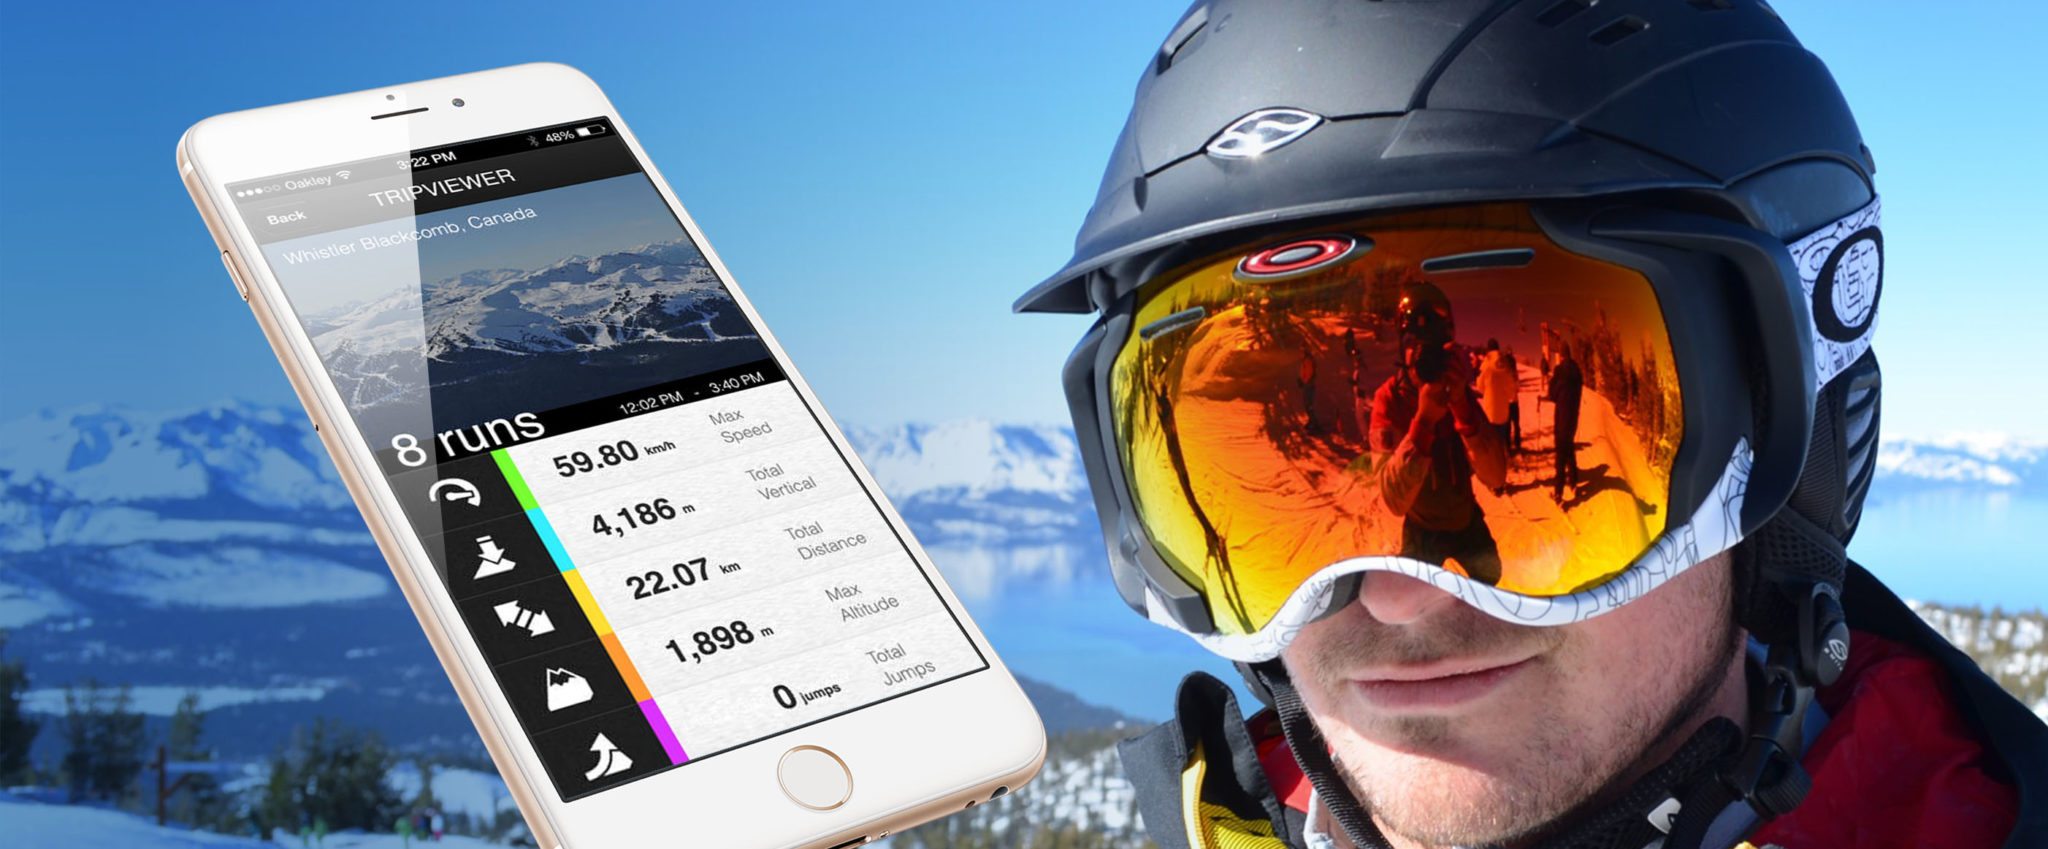 Oakley
3:22 PM
48%
Back
TRIPVIEWER
Whistler Blackcomb, Canada
8 runs
12:02 PM - 3:40 PM
59.80 km/h
Max
Speed
4,186 m
Total
Vertical
22.07 km
Total
Distance
1,898 m
Max
Altitude
0 jumps
Total
Jumps